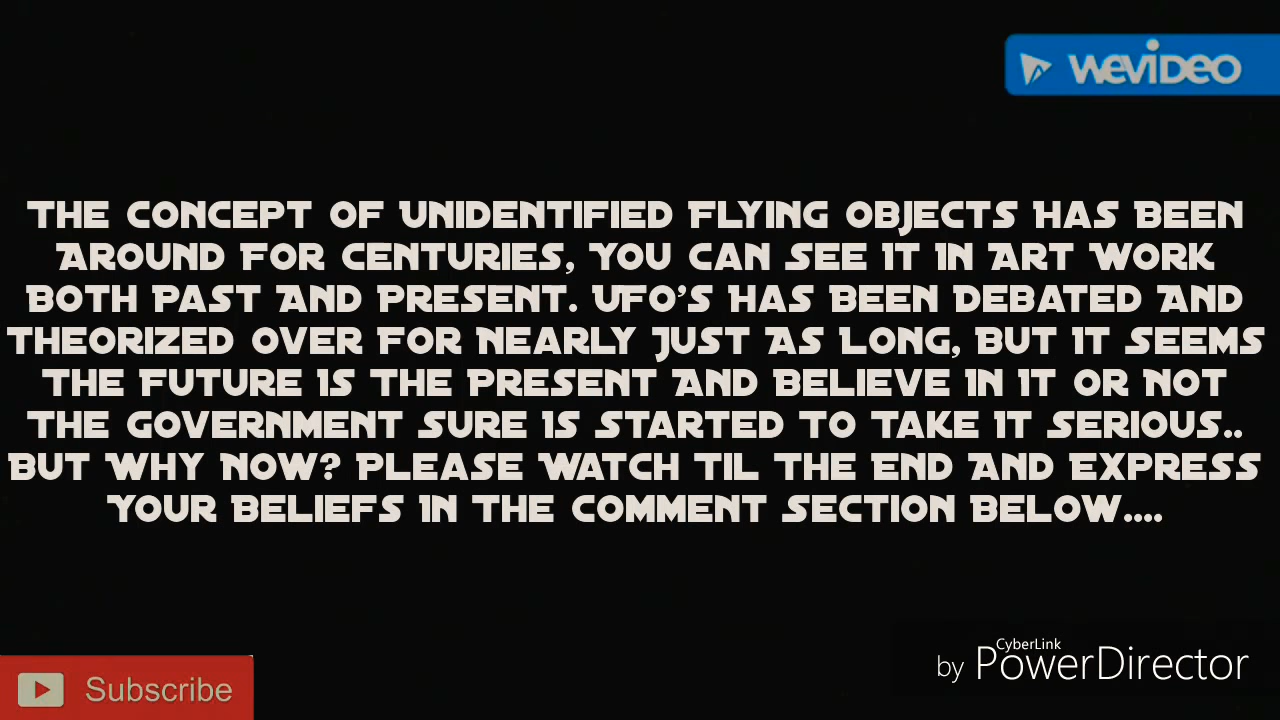 WEVIDEO
THE CONCEPT OF UNIDENTIFIED FLYING OBJECTS HAS BEEN
AROUND FOR CENTURIES, YOU CAN SEE IT IN ART WORK
BOTH PAST AND PRESENT. UFO'S HAS BEEN DEBATED AND
THEORIZED OVER FOR NEARLY JUST AS LONG, BUT IT SEEMS
THE FUTURE IS THE PRESENT AND BELIEVE IN IT OR NOT
THE GOVERNMENT SURE IS STARTED TO TAKE IT SERIOUS..
BUT WHY NOW? PLEASE WATCH TIL THE END AND EXPRESS
YOUR BELIEFS IN THE COMMENT SECTION BELOW....
Subscribe
CyberLink
by PowerDirector